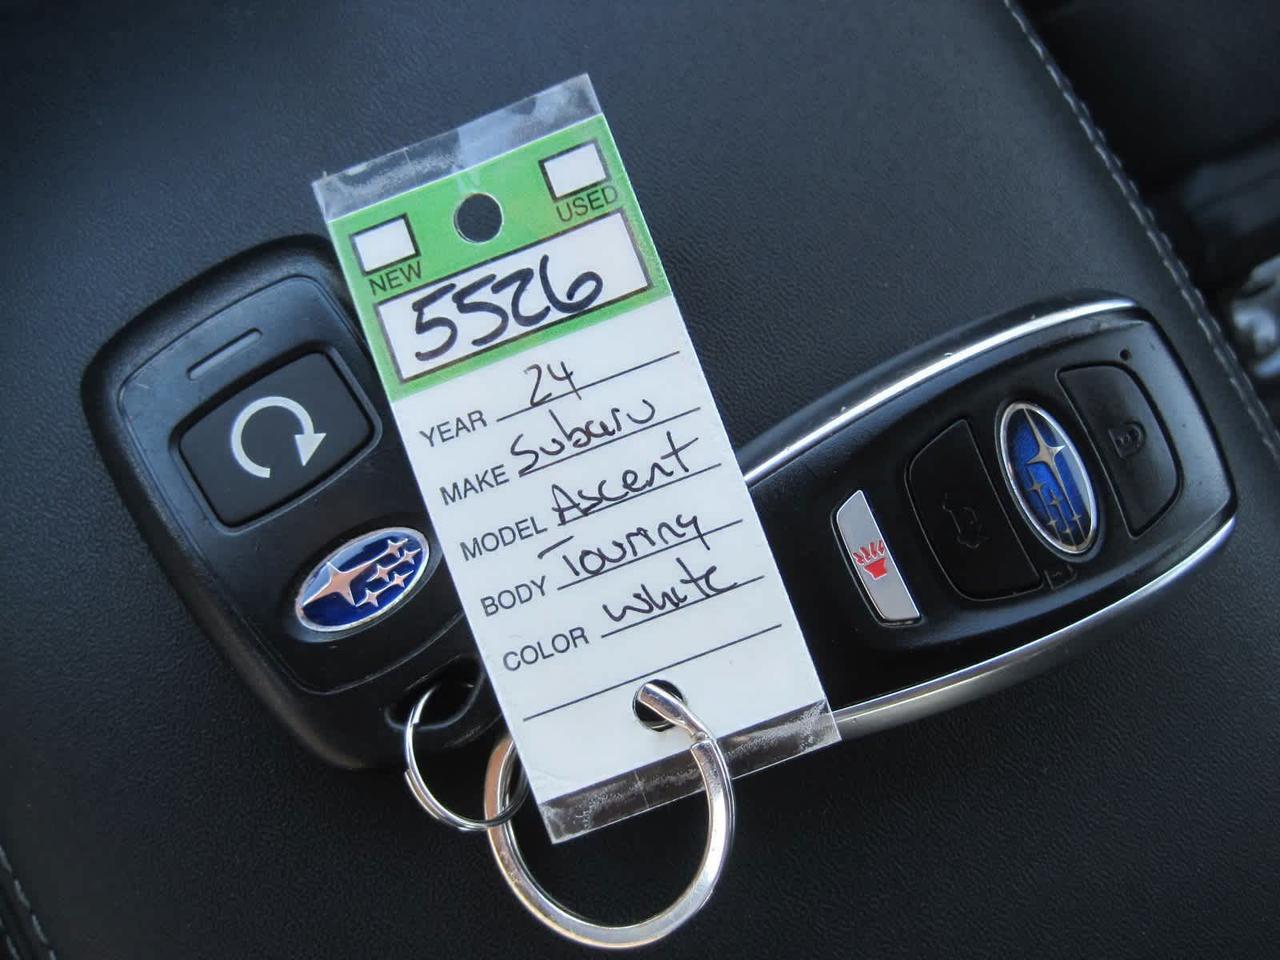 NEW USED
5526
YEAR 24
MAKE Subaru
MODEL Ascent
BODY Touring
COLOR white